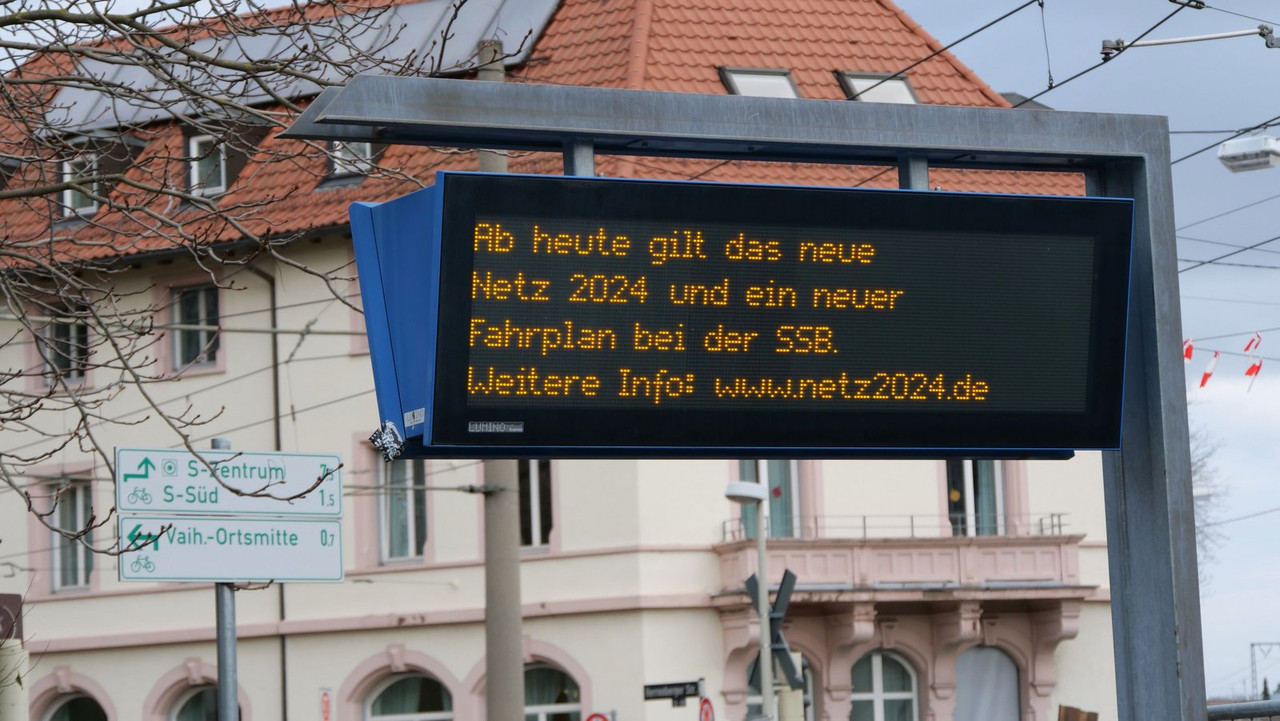 Ab heute gilt das neue
Netz 2024 und ein neuer
Fahrplan bei der SSB.
Weitere Info: www.netz2024.de
LUMINO
S-Zentrum 7,5
S-Süd 1,5
Vaih.-Ortsmitte 0,7